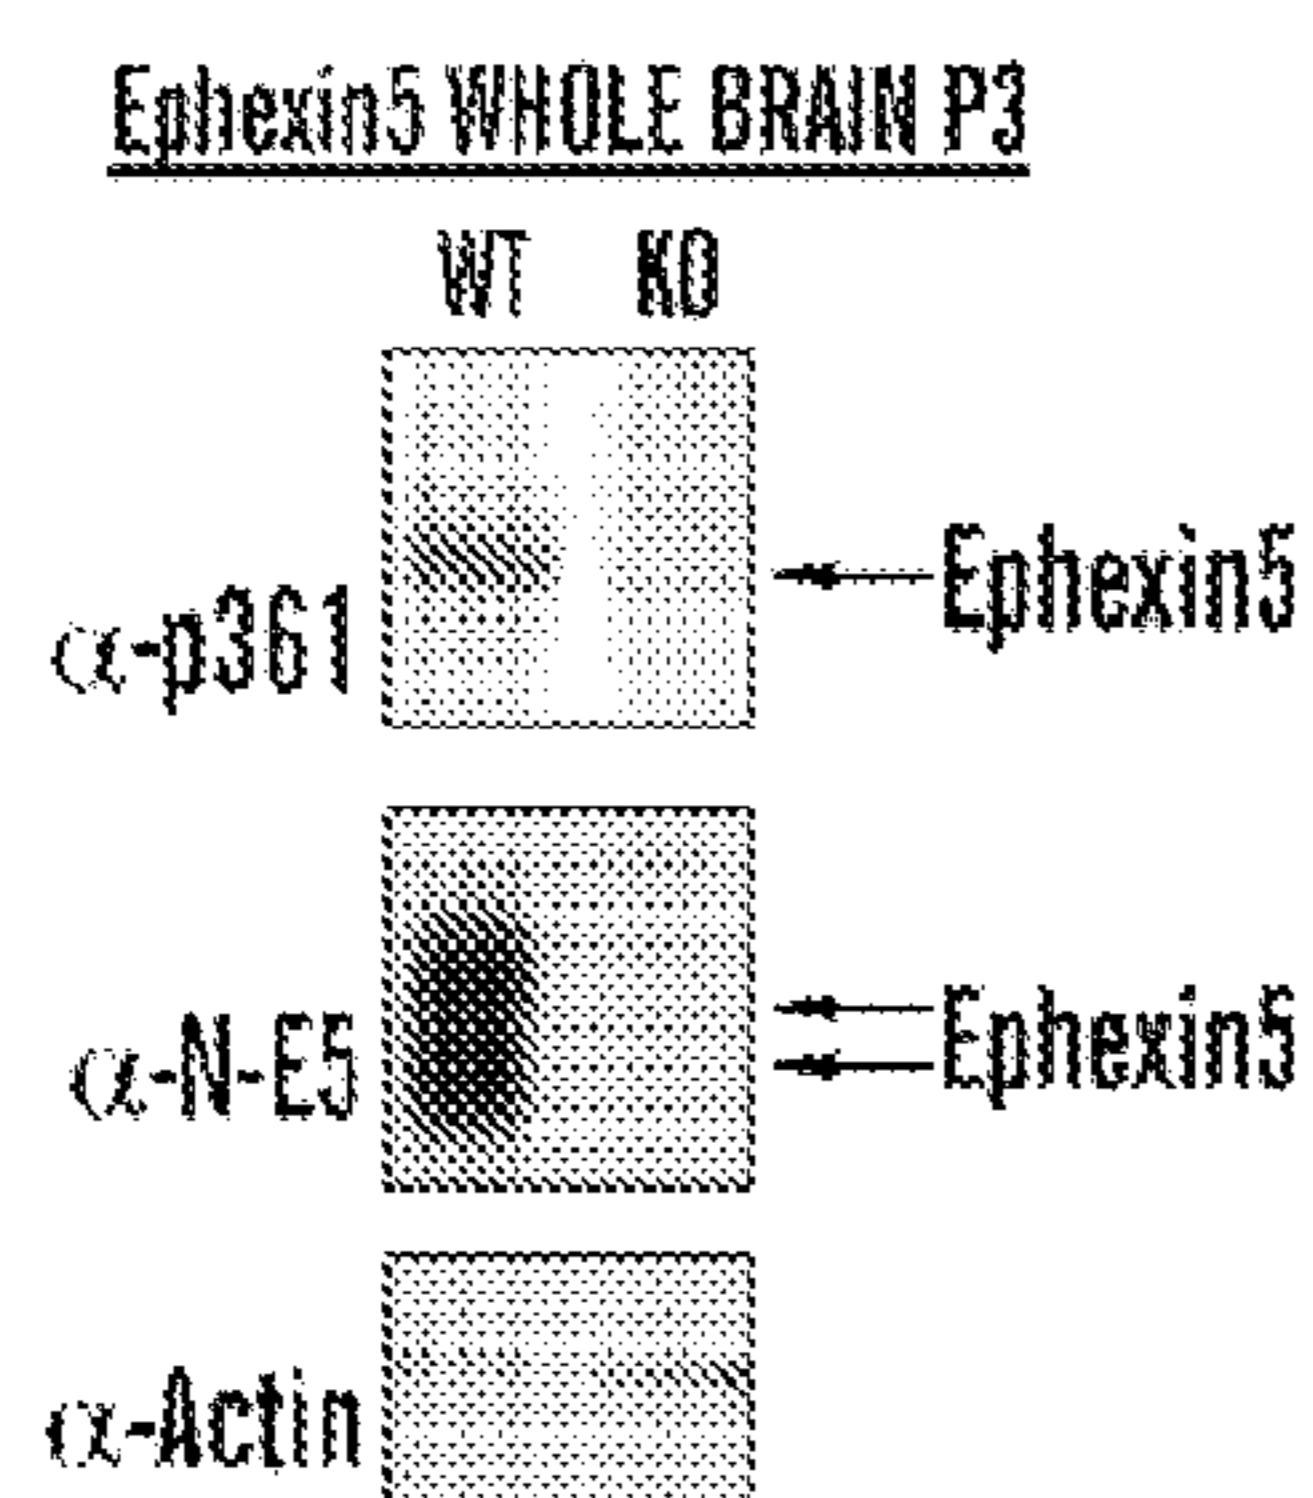 Ephexin5 WHOLE BRAIN P3
WT KO
α-p361
Ephexin5
α-N-E5
Ephexin5
α-Actin